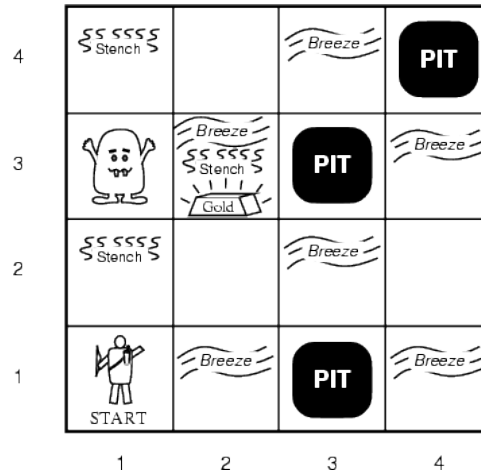 4
Stench
Breeze
PIT
3
Breeze
Stench
Gold
PIT
Breeze
2
Stench
Breeze
1
START
Breeze
PIT
Breeze
1 2 3 4